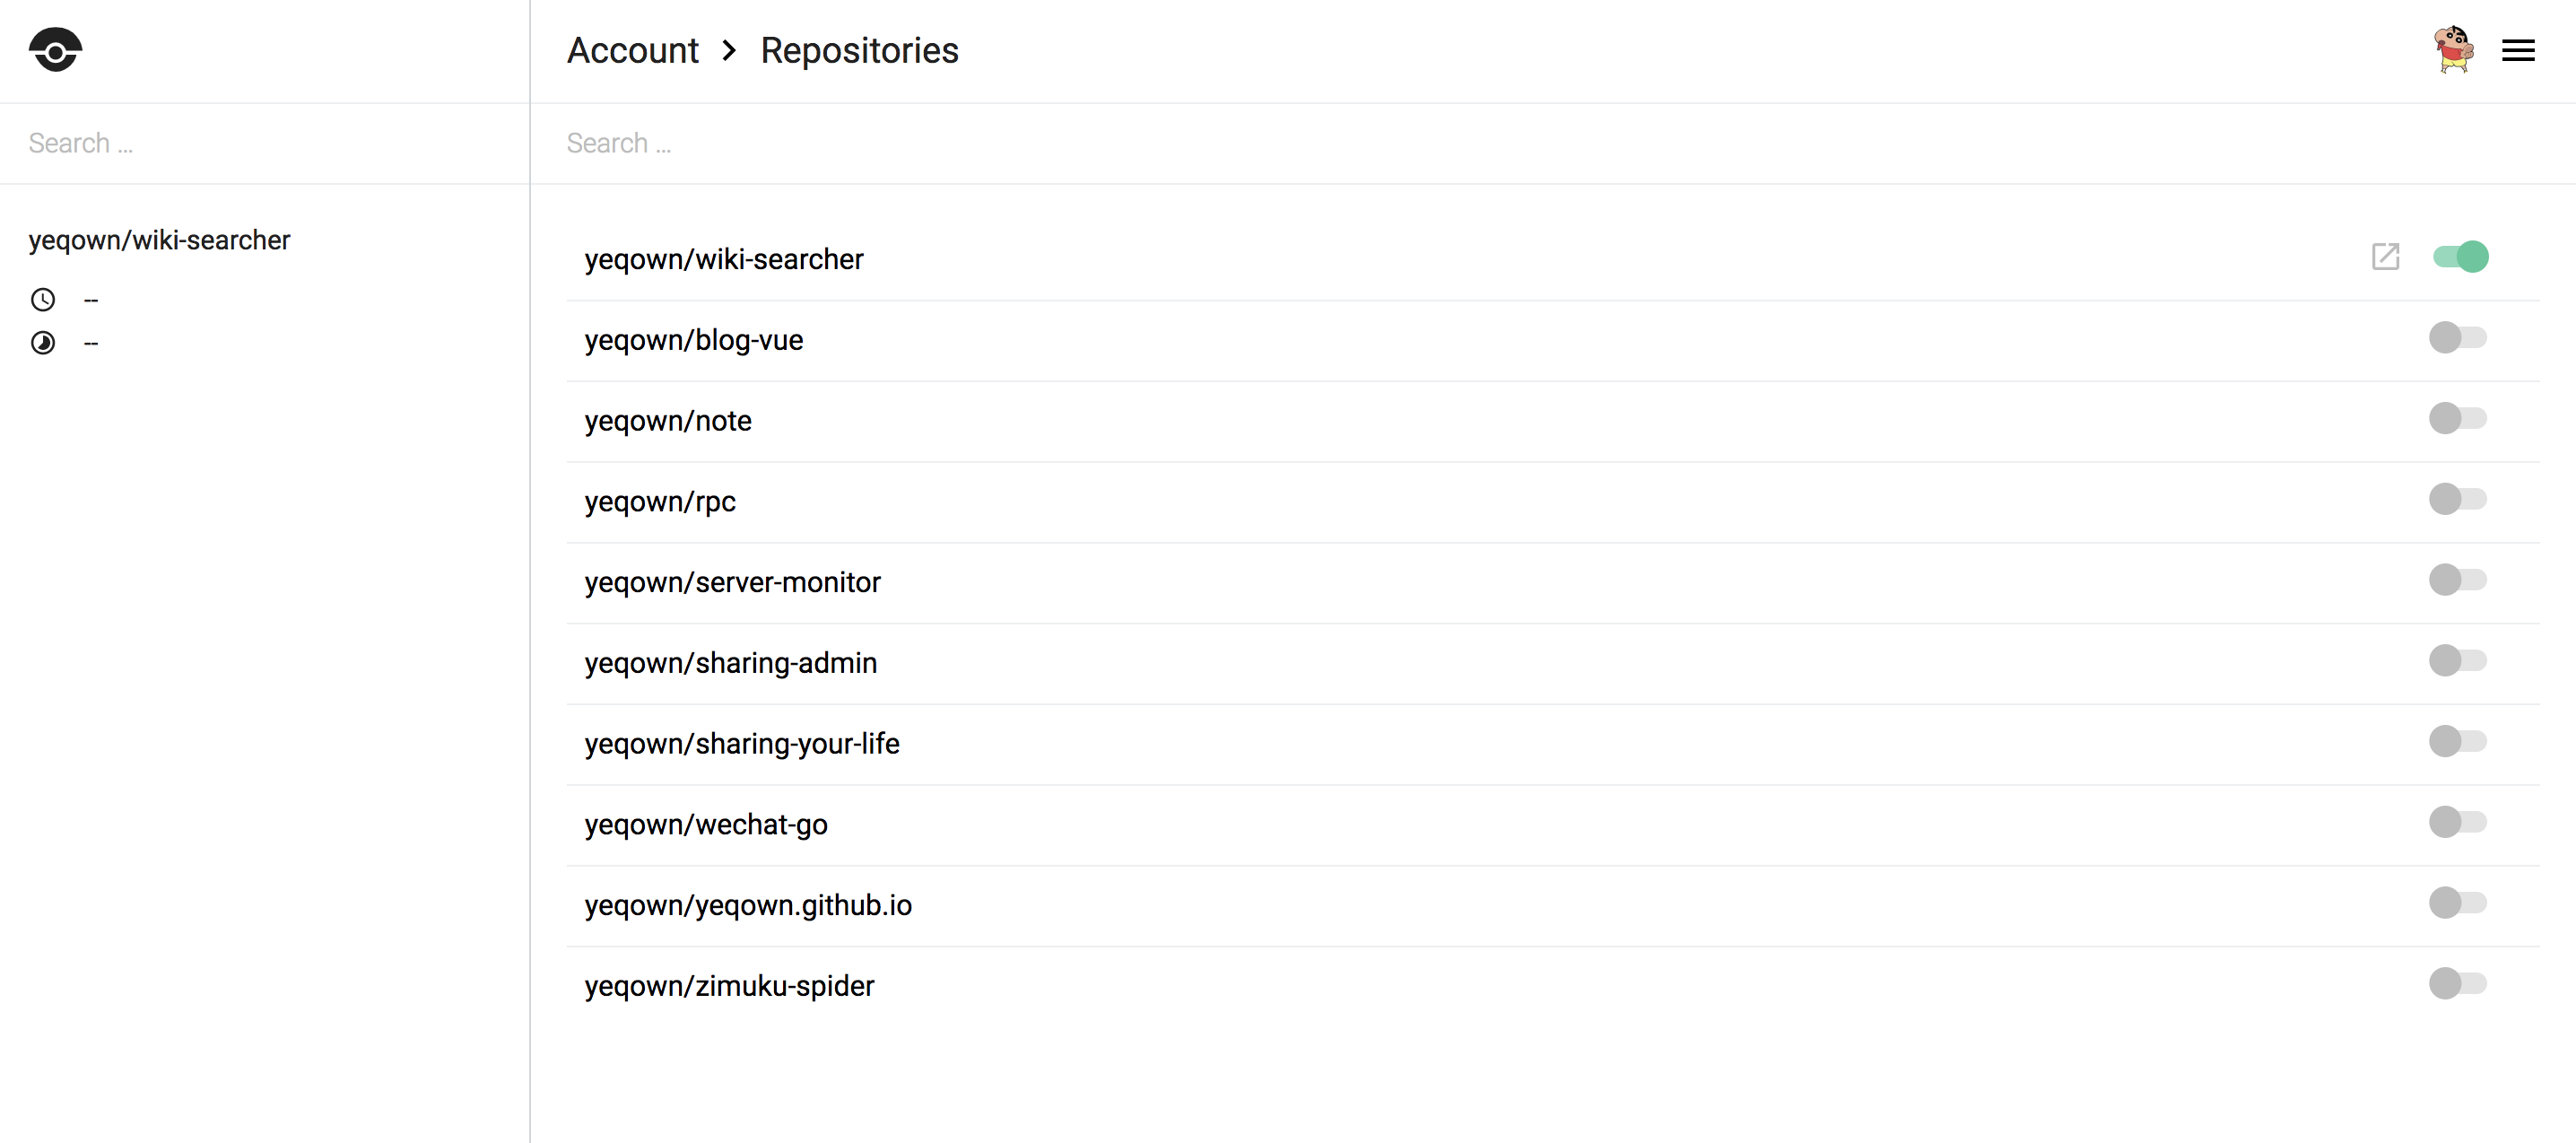 Account > Repositories
Search ...
Search ...
yeqown/wiki-searcher
--
--
yeqown/wiki-searcher
yeqown/blog-vue
yeqown/note
yeqown/rpc
yeqown/server-monitor
yeqown/sharing-admin
yeqown/sharing-your-life
yeqown/wechat-go
yeqown/yeqown.github.io
yeqown/zimuku-spider